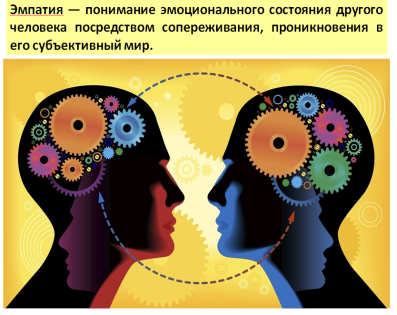 Эмпатия — понимание эмоционального состояния другого
человека посредством сопереживания, проникновения в
его субъективный мир.